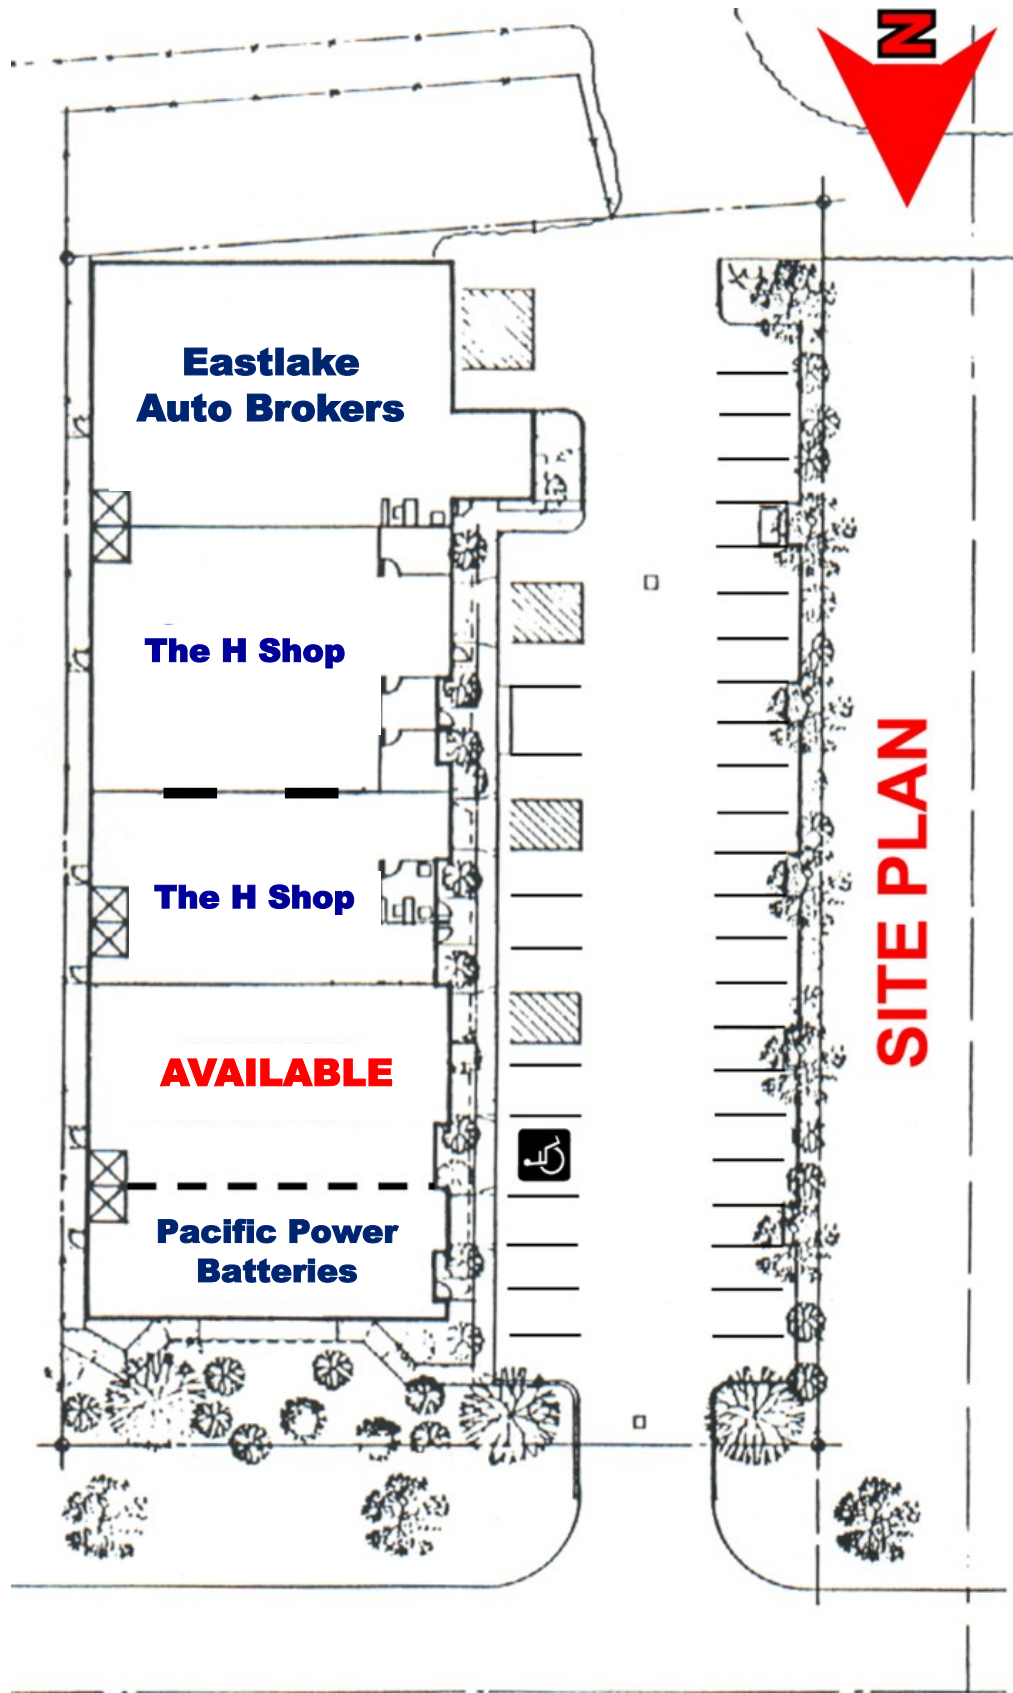 N
Eastlake
Auto Brokers
The H Shop
SITE PLAN
The H Shop
AVAILABLE
Pacific Power
Batteries